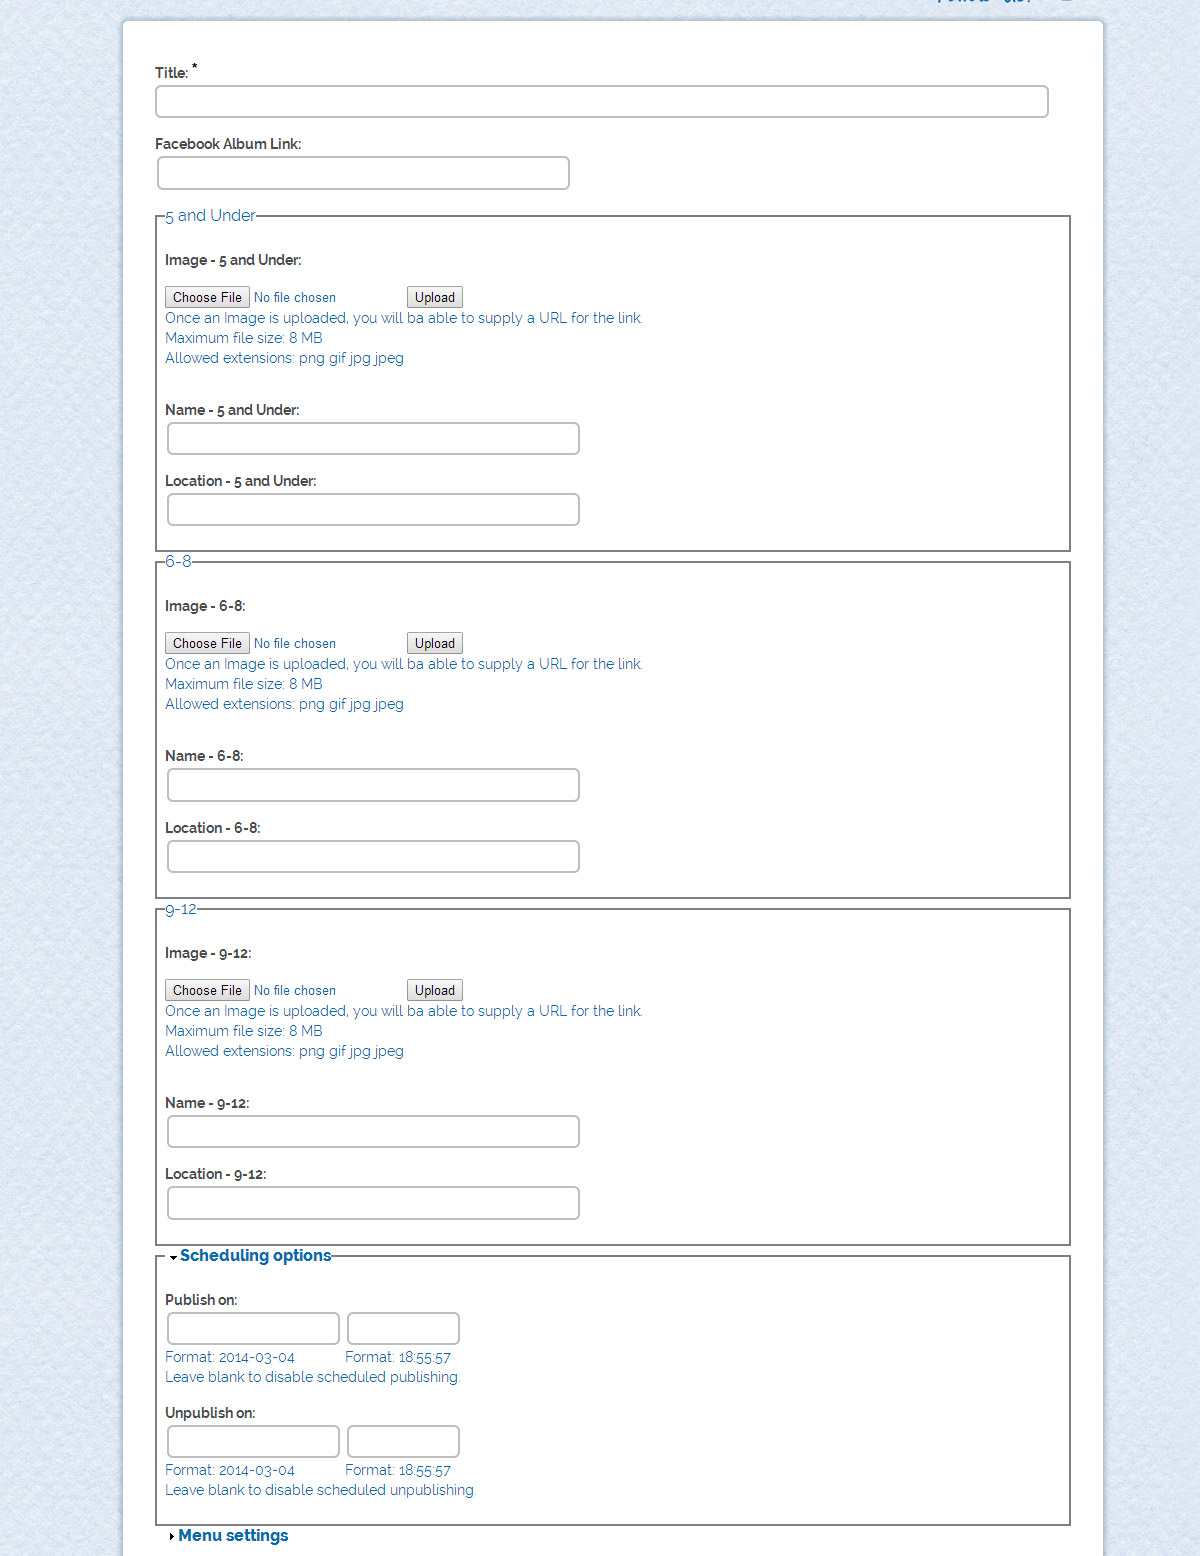 Title: *
Facebook Album Link:
5 and Under
Image - 5 and Under:
Choose File No file chosen Upload
Once an Image is uploaded, you will ba able to supply a URL for the link.
Maximum file size: 8 MB
Allowed extensions: png gif jpg jpeg
Name - 5 and Under:
Location - 5 and Under:
6-8
Image - 6-8:
Choose File No file chosen Upload
Once an Image is uploaded, you will ba able to supply a URL for the link.
Maximum file size: 8 MB
Allowed extensions: png gif jpg jpeg
Name - 6-8:
Location - 6-8:
9-12
Image - 9-12:
Choose File No file chosen Upload
Once an Image is uploaded, you will ba able to supply a URL for the link.
Maximum file size: 8 MB
Allowed extensions: png gif jpg jpeg
Name - 9-12:
Location - 9-12:
Scheduling options
Publish on:
Format: 2014-03-04 Format: 18:55:57
Leave blank to disable scheduled publishing.
Unpublish on:
Format: 2014-03-04 Format: 18:55:57
Leave blank to disable scheduled unpublishing.
Menu settings